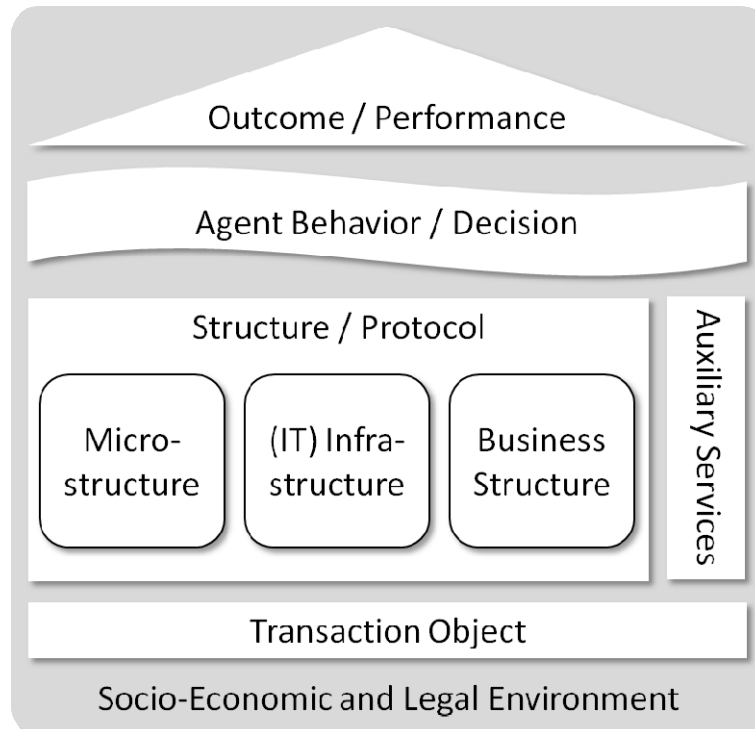 Outcome / Performance
Agent Behavior / Decision
Structure / Protocol
Micro-
structure
(IT) Infra-
structure
Business
Structure
Auxiliary Services
Transaction Object
Socio-Economic and Legal Environment